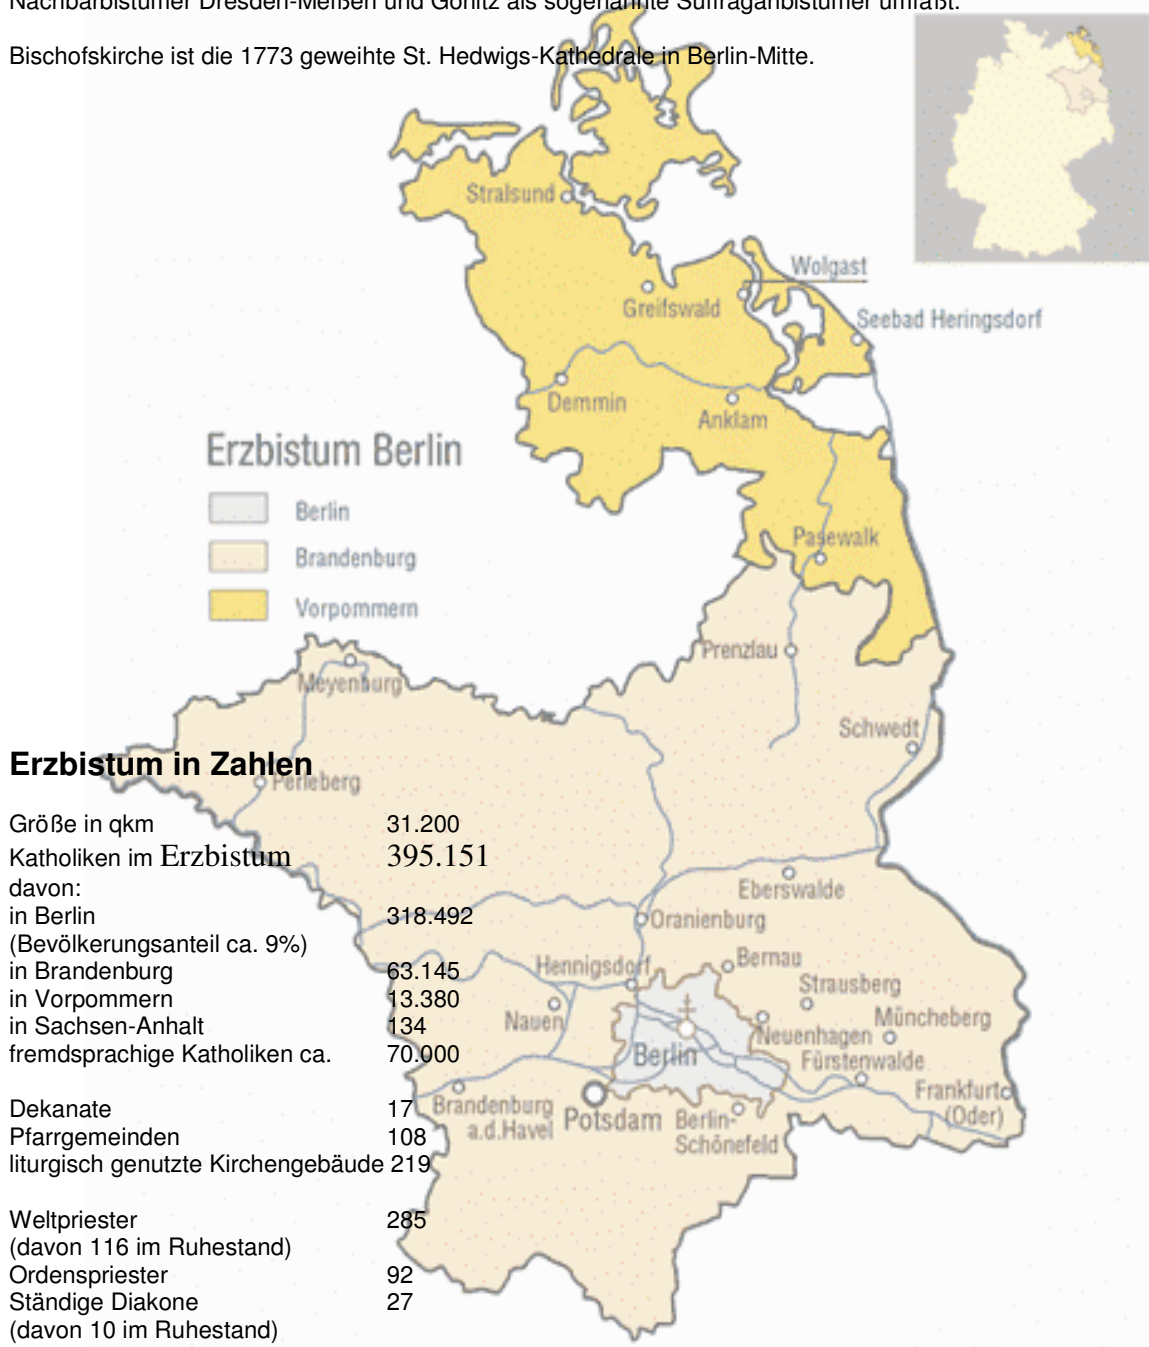 Nachbarbistümer Dresden-Meißen und Görlitz als sogenannte Suffraganbistümer umfaßt.
Bischofskirche ist die 1773 geweihte St. Hedwigs-Kathedrale in Berlin-Mitte.
Stralsund
Wolgast
Greifswald
Seebad Heringsdorf
Demmin
Anklam
Erzbistum Berlin
Berlin
Brandenburg
Vorpommern
Pasewalk
Prenzlau
Meyenburg
Schwedt
Perleberg
Eberswalde
Oranienburg
Hennigsdorf
Bernau
Strausberg
Nauen
Neuenhagen
Müncheberg
Berlin
Fürstenwalde
Frankfurt
(Oder)
Brandenburg
a.d.Havel
Potsdam
Berlin-
Schönefeld
Erzbistum in Zahlen
Größe in qkm 31.200
Katholiken im Erzbistum 395.151
davon:
in Berlin 318.492
(Bevölkerungsanteil ca. 9%)
in Brandenburg 63.145
in Vorpommern 13.380
in Sachsen-Anhalt 134
fremdsprachige Katholiken ca. 70.000
Dekanate 17
Pfarrgemeinden 108
liturgisch genutzte Kirchengebäude 219
Weltpriester 285
(davon 116 im Ruhestand)
Ordenspriester 92
Ständige Diakone 27
(davon 10 im Ruhestand)